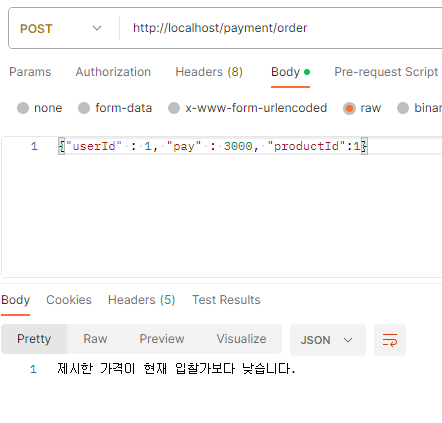 POST http://localhost/payment/order
Params Authorization Headers (8) Body Pre-request Script
none form-data x-www-form-urlencoded raw binar
1 {"userId" : 1, "pay" : 3000, "productId":1}
Body Cookies Headers (5) Test Results
Pretty Raw Preview Visualize JSON
1 제시한 가격이 현재 입찰가보다 낮습니다.